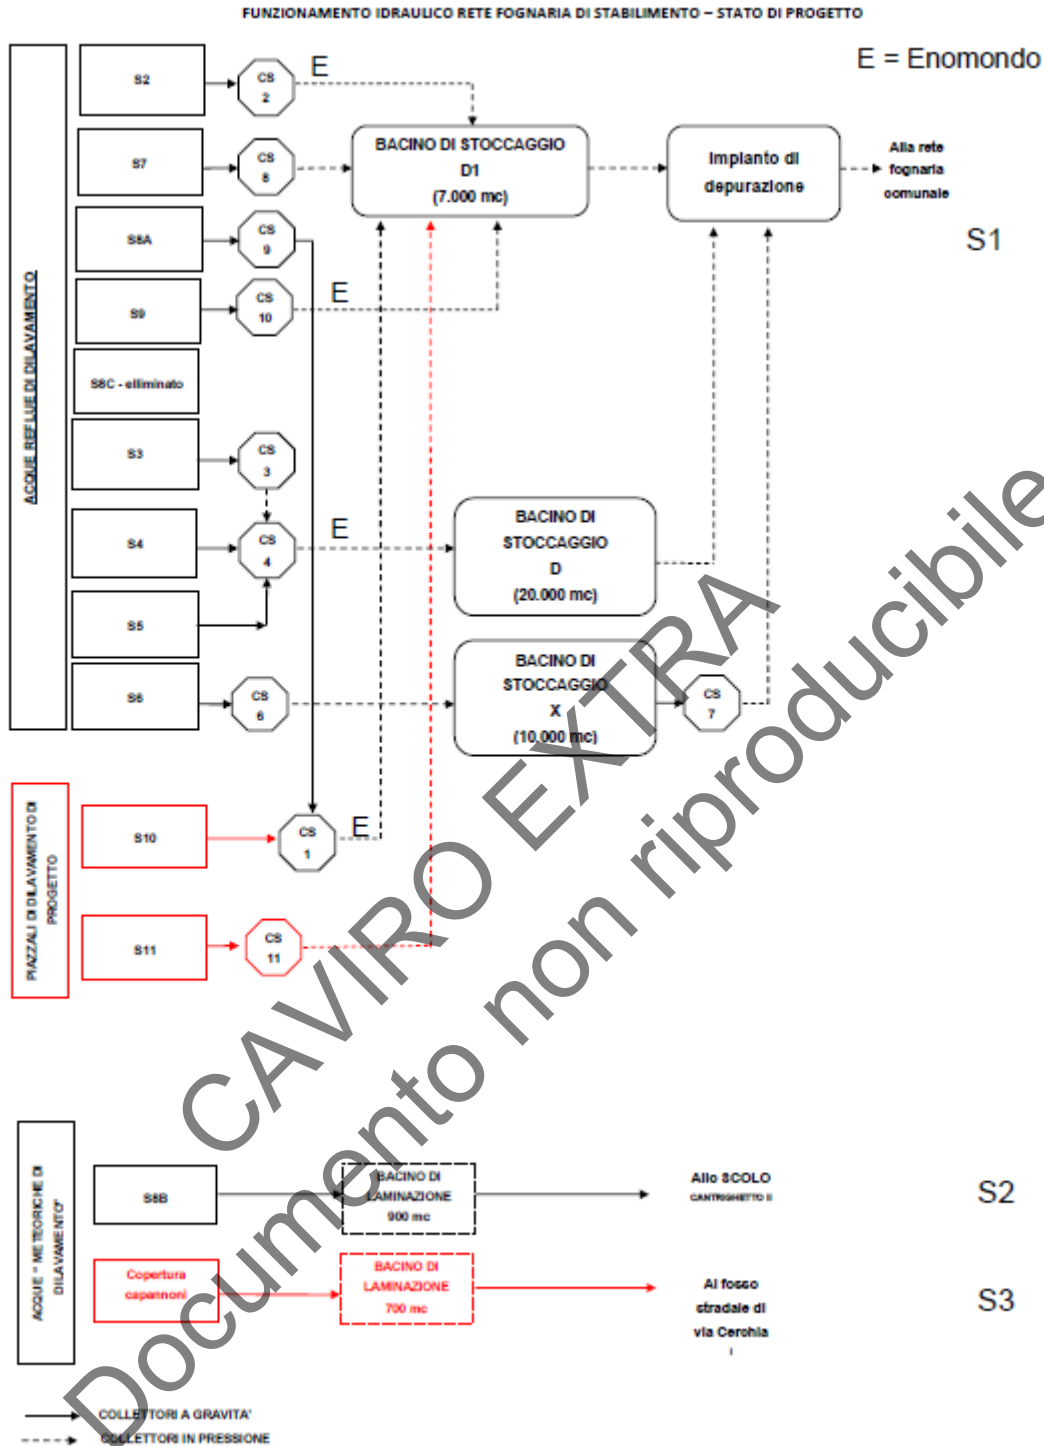 FUNZIONAMENTO IDRAULICO RETE FOGNARIA DI STABILIMENTO – STATO DI PROGETTO
E = Enomondo
ACQUE REFLUE DI DILAVAMENTO
S2
CS
2
E
S7
CS
8
BACINO DI STOCCAGGIO
D1
(7.000 mc)
Impianto di
depurazione
Alla rete
fognaria
comunale
S1
S8A
CS
9
S9
CS
10
E
S8C - elliminato
S3
CS
3
S4
CS
4
E
BACINO DI
STOCCAGGIO
D
(20.000 mc)
S5
S6
CS
6
BACINO DI
STOCCAGGIO
X
(10.000 mc)
CS
7
PIAZZALI DI DILAVAMENTO DI
PROGETTO
S10
CS
1
E
S11
CS
11
ACQUE "METEORICHE DI
DILAVAMENTO"
S8B
BACINO DI
LAMINAZIONE
900 mc
Allo SCOLO
CANTRIGHETTO II
S2
Copertura
capannoni
BACINO DI
LAMINAZIONE
700 mc
Al fosso
stradale di
via Cerchia
S3
COLLETTORI A GRAVITA'
COLLETTORI IN PRESSIONE
CAVIRO EXTRA
Documento non riproducibile